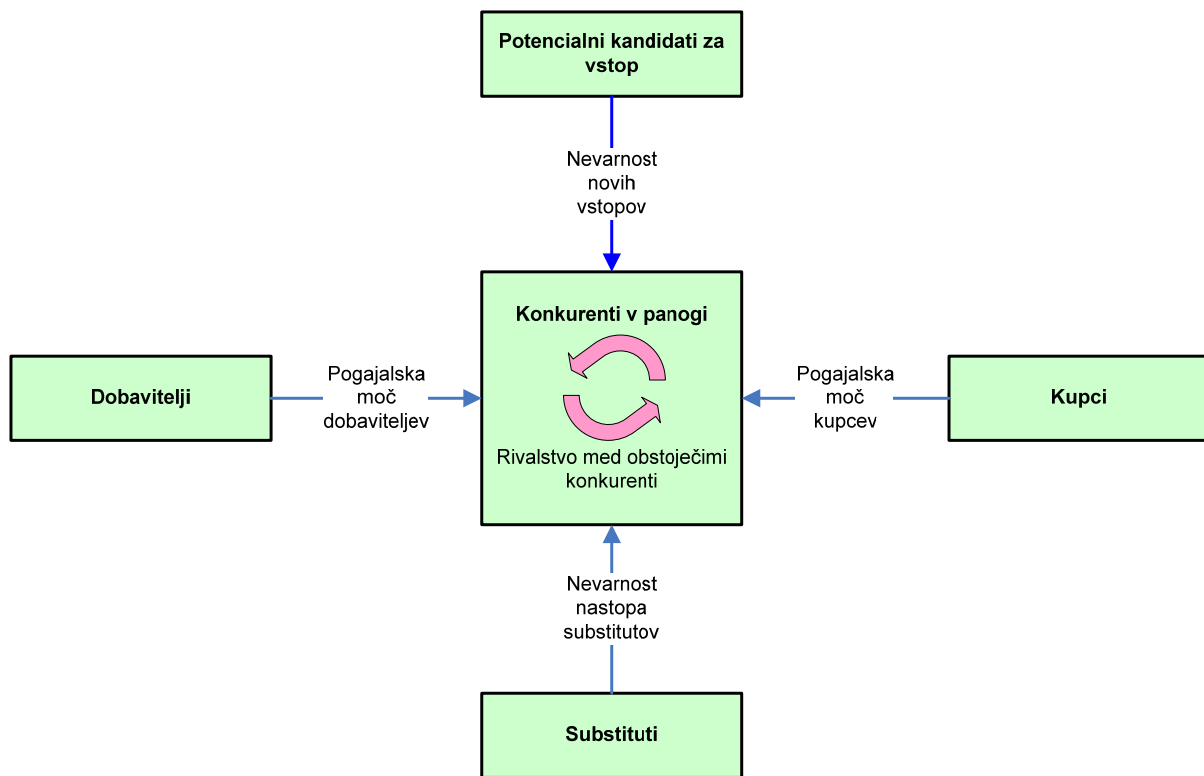 Potencialni kandidati za
vstop
Nevarnost
novih
vstopov
Konkurenti v panogi
Dobavitelji
Pogajalska
moč
dobaviteljev
Pogajalska
moč
kupcev
Kupci
Rivalstvo med obstoječimi
konkurenti
Nevarnost
nastopa
substitutov
Substituti